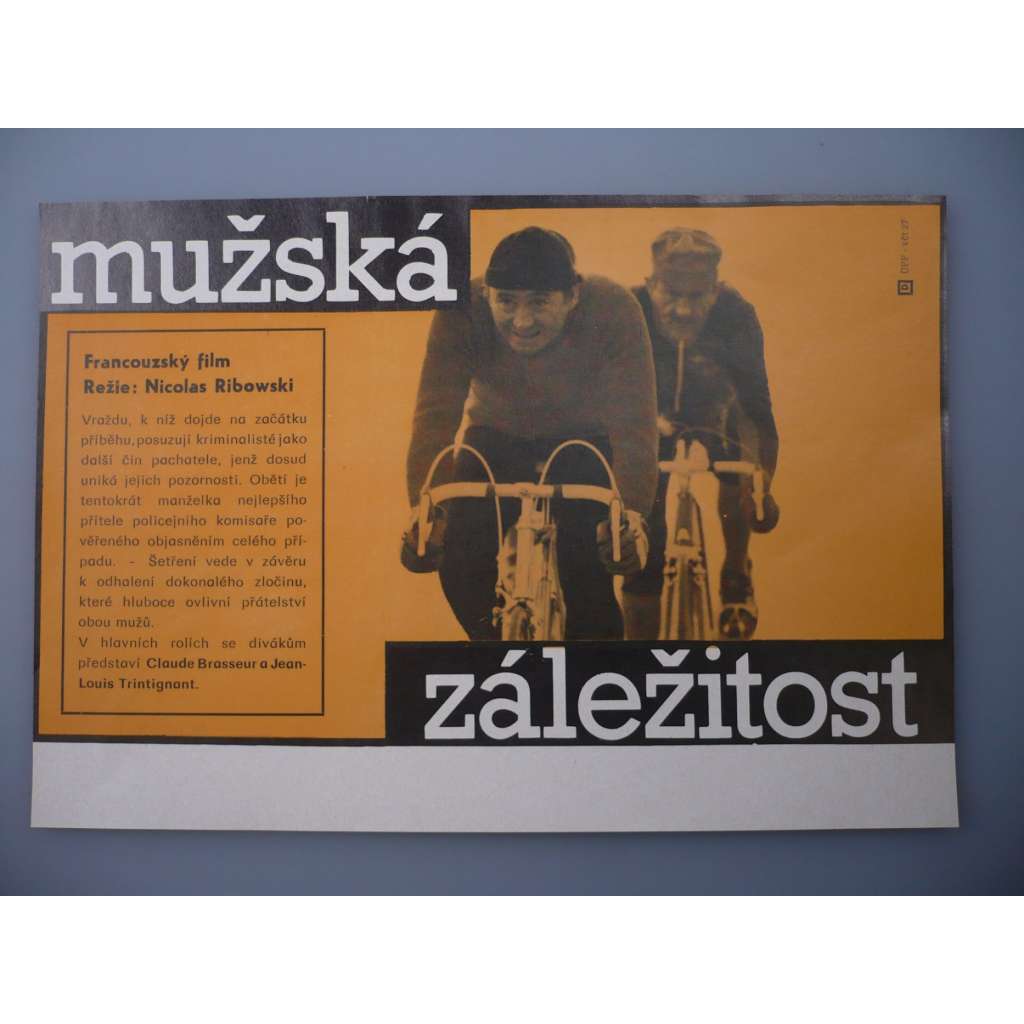 mužská
Francouzský film
Režie: Nicolas Ribowski
Vraždu, k níž dojde na začátku
příběhu, posuzují kriminalisté jako
další čin pachatele, jenž dosud
uniká jejich pozornosti. Obětí je
tentokrát manželka nejlepšího
přítele policejního komisaře po-
věřeného objasněním celého pří-
padu. - Šetření vede v závěru
k odhalení dokonalého zločinu,
které hluboce ovlivní přátelství
obou mužů.
V hlavních rolích se divákům
představí Claude Brasseur a Jean-
Louis Trintignant.
záležitost